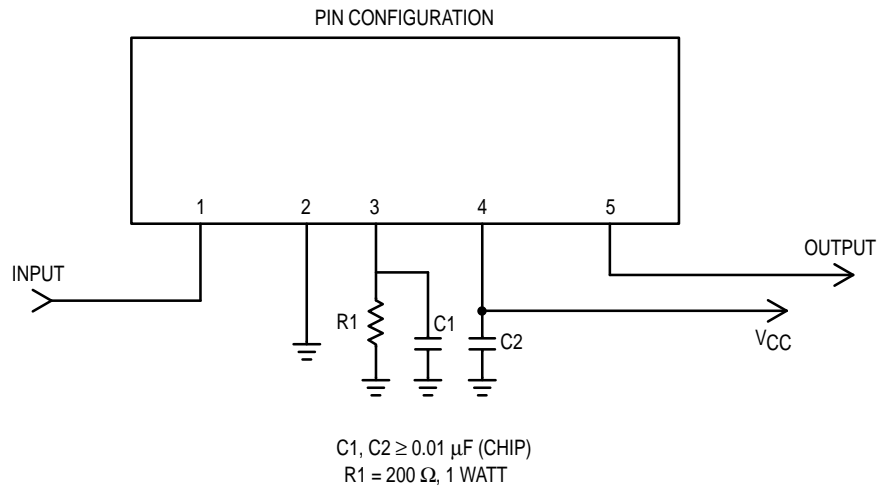 PIN CONFIGURATION
1 2 3 4 5
INPUT
OUTPUT
R1 C1 C2
VCC
C1, C2 ≥ 0.01 μF (CHIP)
R1 = 200 Ω, 1 WATT